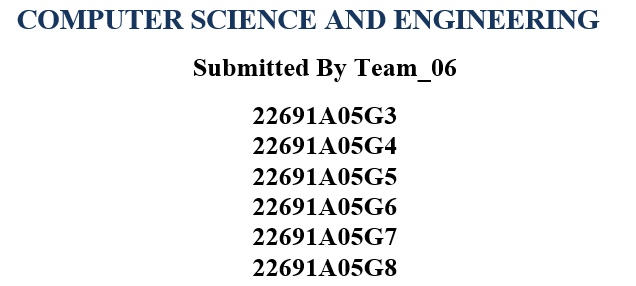 COMPUTER SCIENCE AND ENGINEERING
Submitted By Team_06
22691A05G3
22691A05G4
22691A05G5
22691A05G6
22691A05G7
22691A05G8